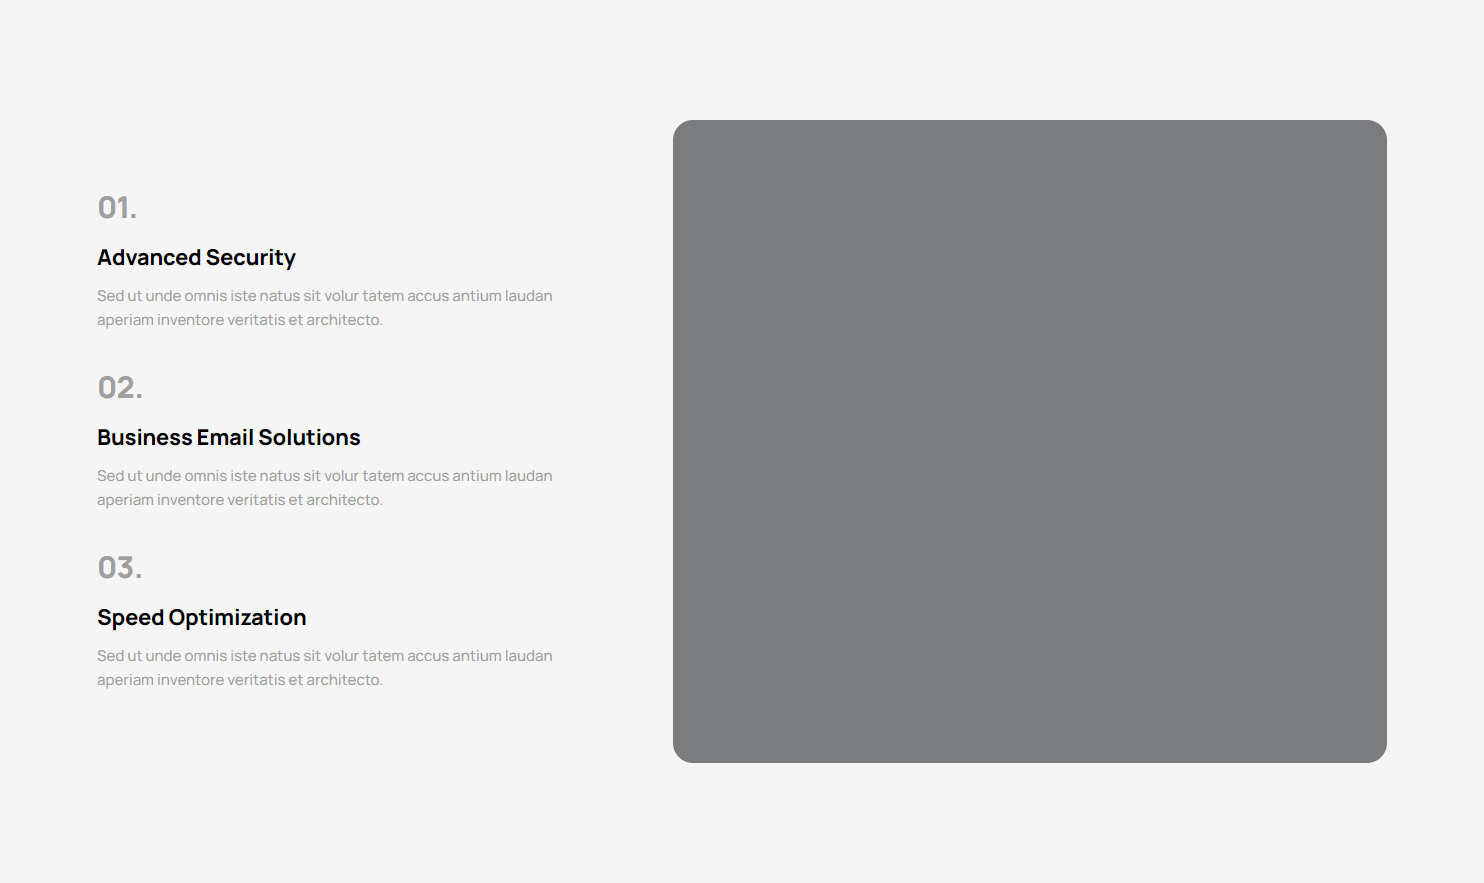 01.
Advanced Security
Sed ut unde omnis iste natus sit volur tatem accus antium laudan
aperiam inventore veritatis et architecto.
02.
Business Email Solutions
Sed ut unde omnis iste natus sit volur tatem accus antium laudan
aperiam inventore veritatis et architecto.
03.
Speed Optimization
Sed ut unde omnis iste natus sit volur tatem accus antium laudan
aperiam inventore veritatis et architecto.